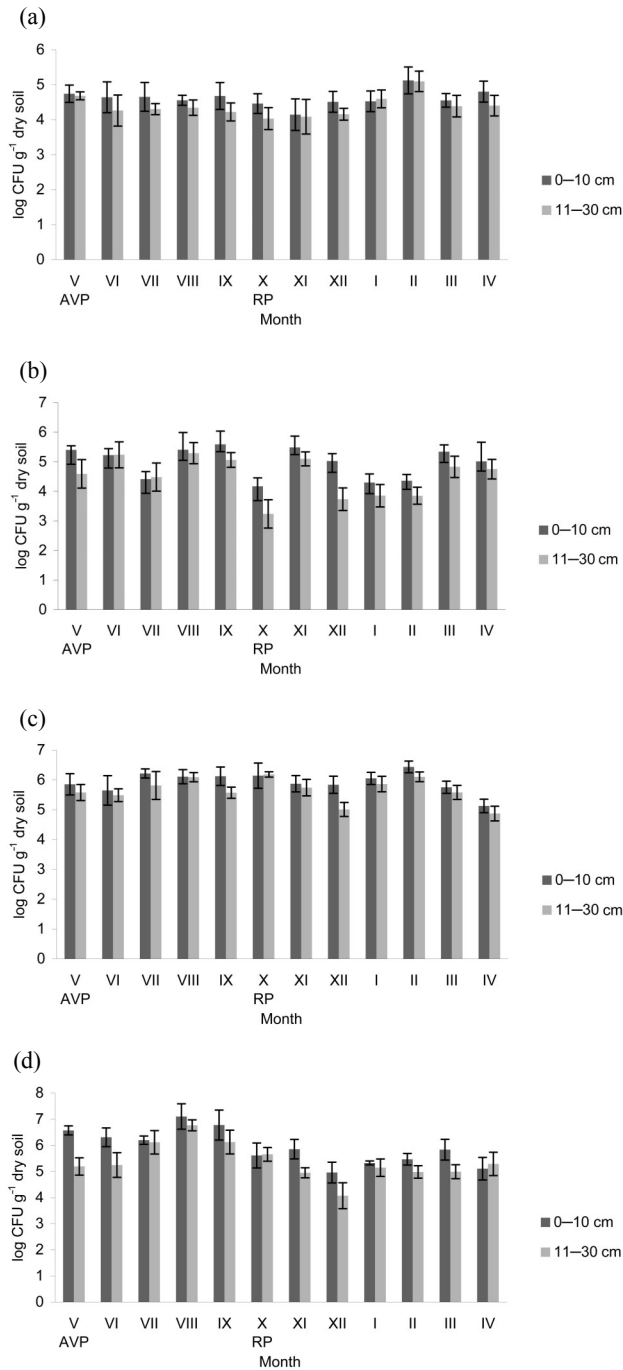 (a)
log CFU g⁻¹ dry soil
6
5
4
3
2
1
0
V VI VII VIII IX X XI XII I II III IV
AVP RP
Month
0—10 cm
11—30 cm
(b)
log CFU g⁻¹ dry soil
7
6
5
4
3
2
1
0
V VI VII VIII IX X XI XII I II III IV
AVP RP
Month
0—10 cm
11—30 cm
(c)
log CFU g⁻¹ dry soil
7
6
5
4
3
2
1
0
V VI VII VIII IX X XI XII I II III IV
AVP RP
Month
0—10 cm
11—30 cm
(d)
log CFU g⁻¹ dry soil
8
7
6
5
4
3
2
1
0
V VI VII VIII IX X XI XII I II III IV
AVP RP
Month
0—10 cm
11—30 cm